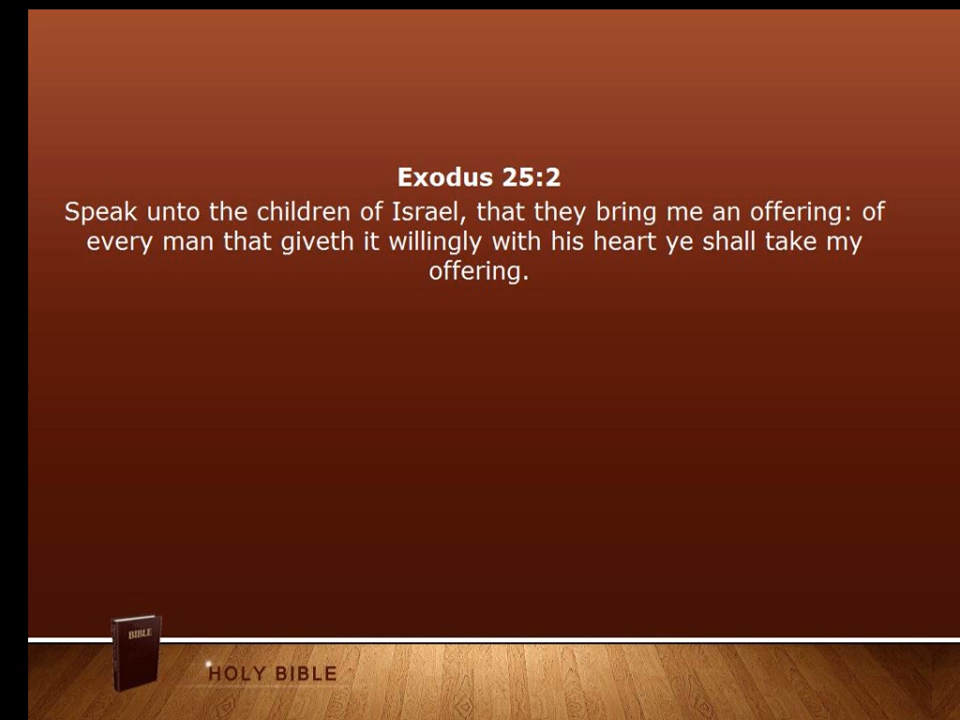 Exodus 25:2
Speak unto the children of Israel, that they bring me an offering: of
every man that giveth it willingly with his heart ye shall take my
offering.
BIBLE
HOLY BIBLE